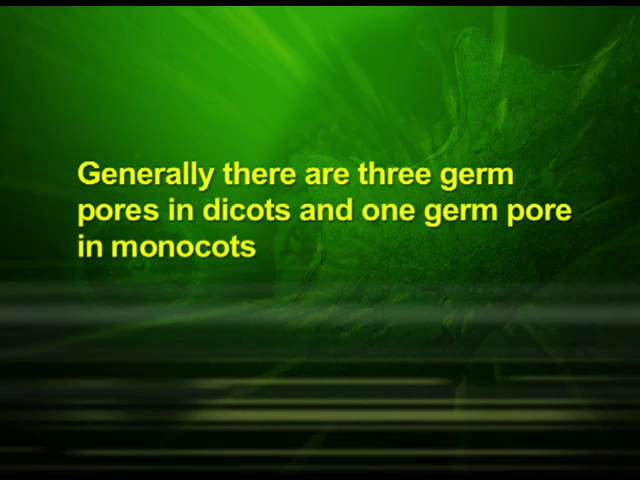 Generally there are three germ
pores in dicots and one germ pore
in monocots